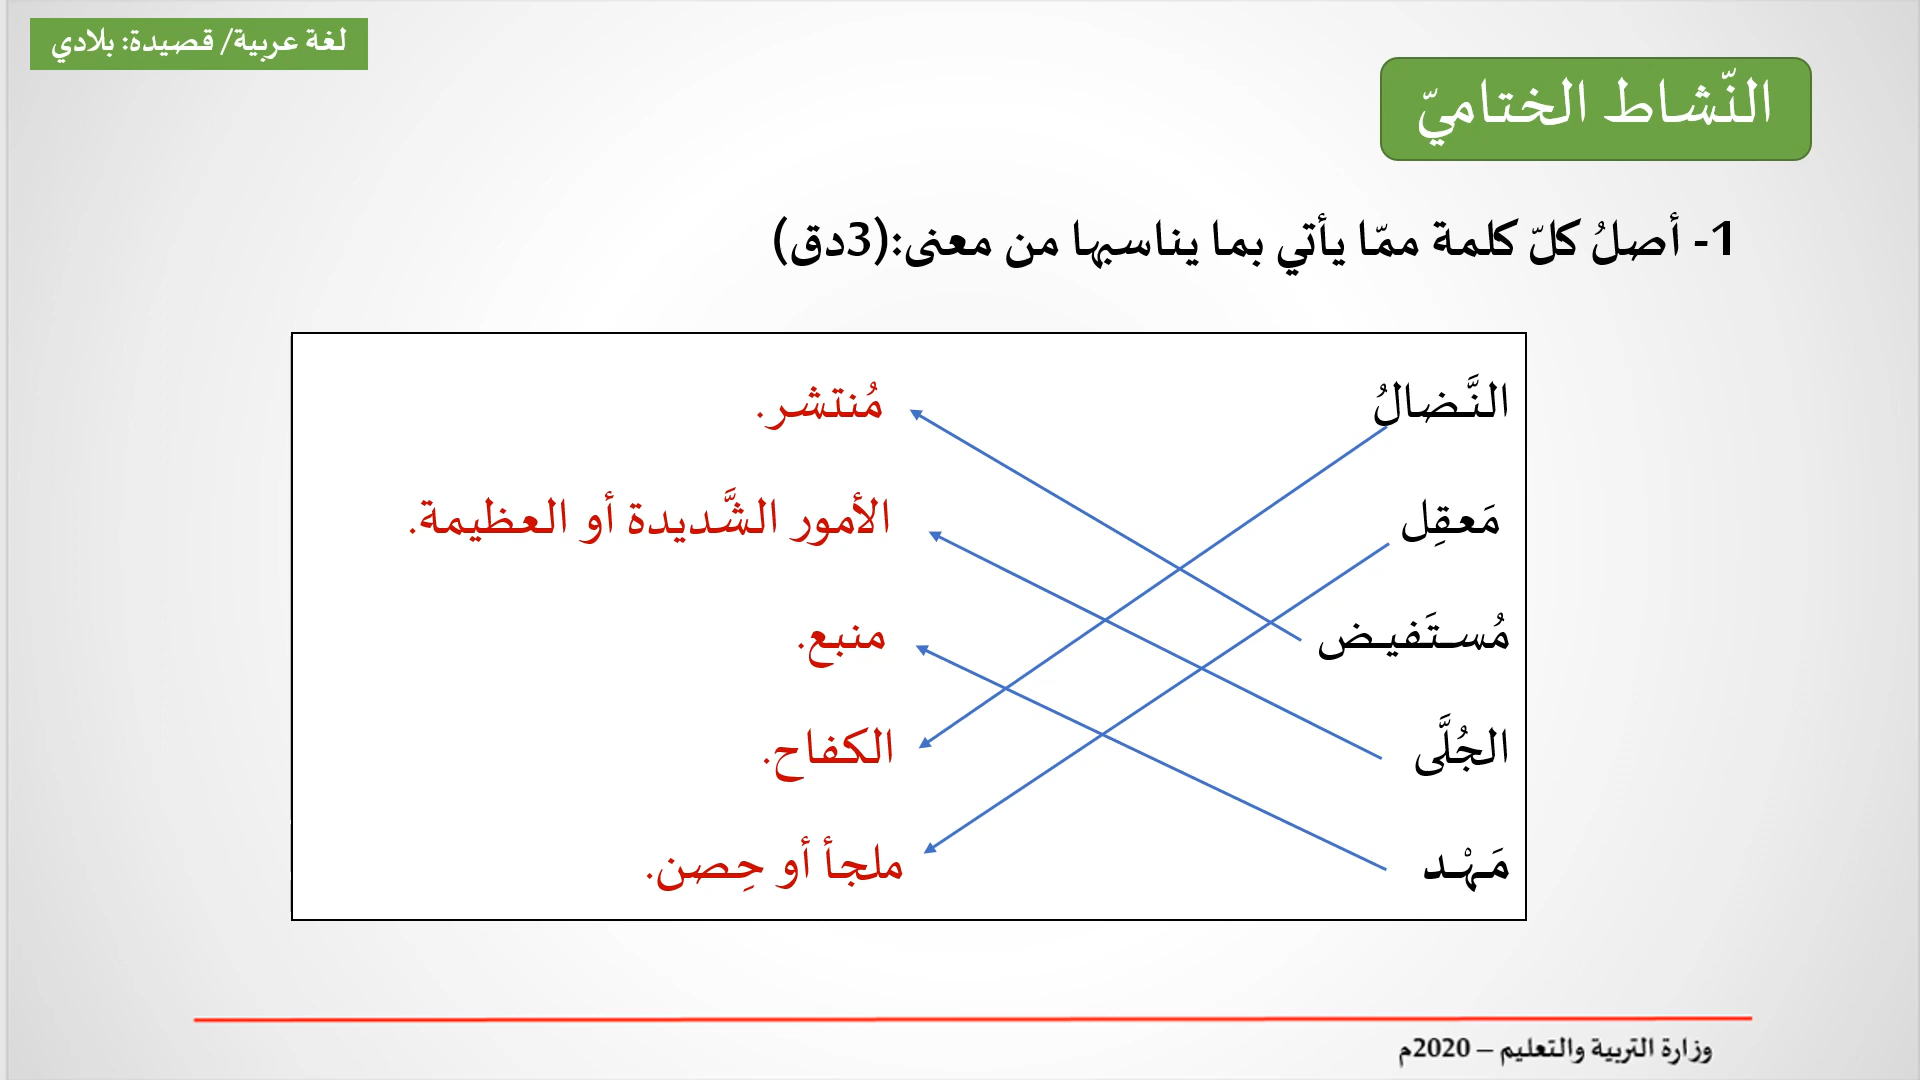 لغة عربية/ قصيدة: بلادي
النّشاط الختاميّ
1- أصلُ كلّ كلمة ممّا يأتي بما يناسبها من معنى:(3دق)
النَّضالُ مُنتشر.
مَعقِل الأمور الشَّديدة أو العظيمة.
مُستَفيض منبع.
الجُلَّى الكفاح.
مَهْد ملجأ أو حِصن.
وزارة التربية والتعليم – 2020م